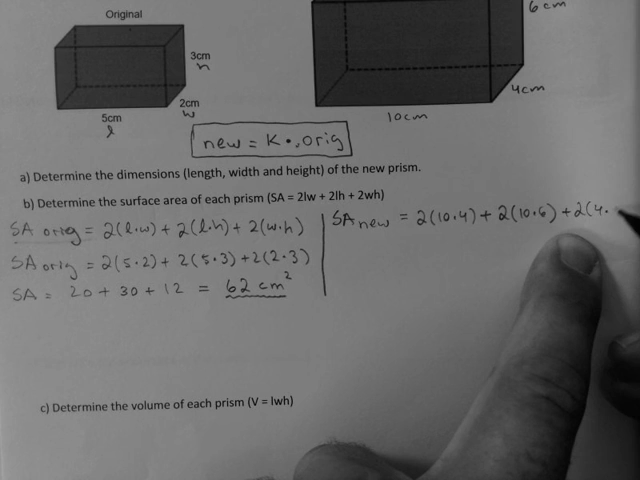 Original
6cm
3cm
h
2cm
w
4cm
5cm
l
10cm
new = K • orig
a) Determine the dimensions (length, width and height) of the new prism.
b) Determine the surface area of each prism (SA = 2lw + 2lh + 2wh)
SA orig = 2(l·w) + 2(l·h) + 2(w·h)
SA orig = 2(5·2) + 2(5·3) + 2(2·3)
SA = 20 + 30 + 12 = 62 cm²
SA new = 2(10·4) + 2(10·6) + 2(4·
c) Determine the volume of each prism (V = lwh)